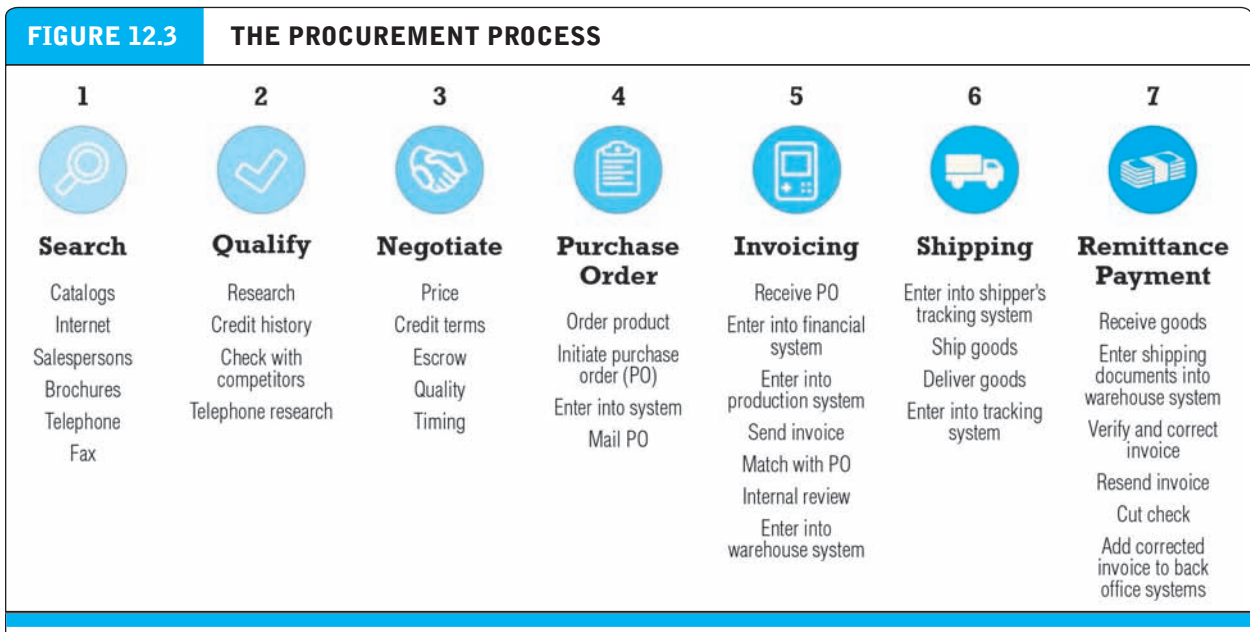 FIGURE 12.3 THE PROCUREMENT PROCESS
1
Search
Catalogs
Internet
Salespersons
Brochures
Telephone
Fax
2
Qualify
Research
Credit history
Check with
competitors
Telephone research
3
Negotiate
Price
Credit terms
Escrow
Quality
Timing
4
Purchase
Order
Order product
Initiate purchase
order (PO)
Enter into system
Mail PO
5
Invoicing
Receive PO
Enter into financial
system
Enter into
production system
Send invoice
Match with PO
Internal review
Enter into
warehouse system
6
Shipping
Enter into shipper's
tracking system
Ship goods
Deliver goods
Enter into tracking
system
7
Remittance
Payment
Receive goods
Enter shipping
documents into
warehouse system
Verify and correct
invoice
Resend invoice
Cut check
Add corrected
invoice to back
office systems